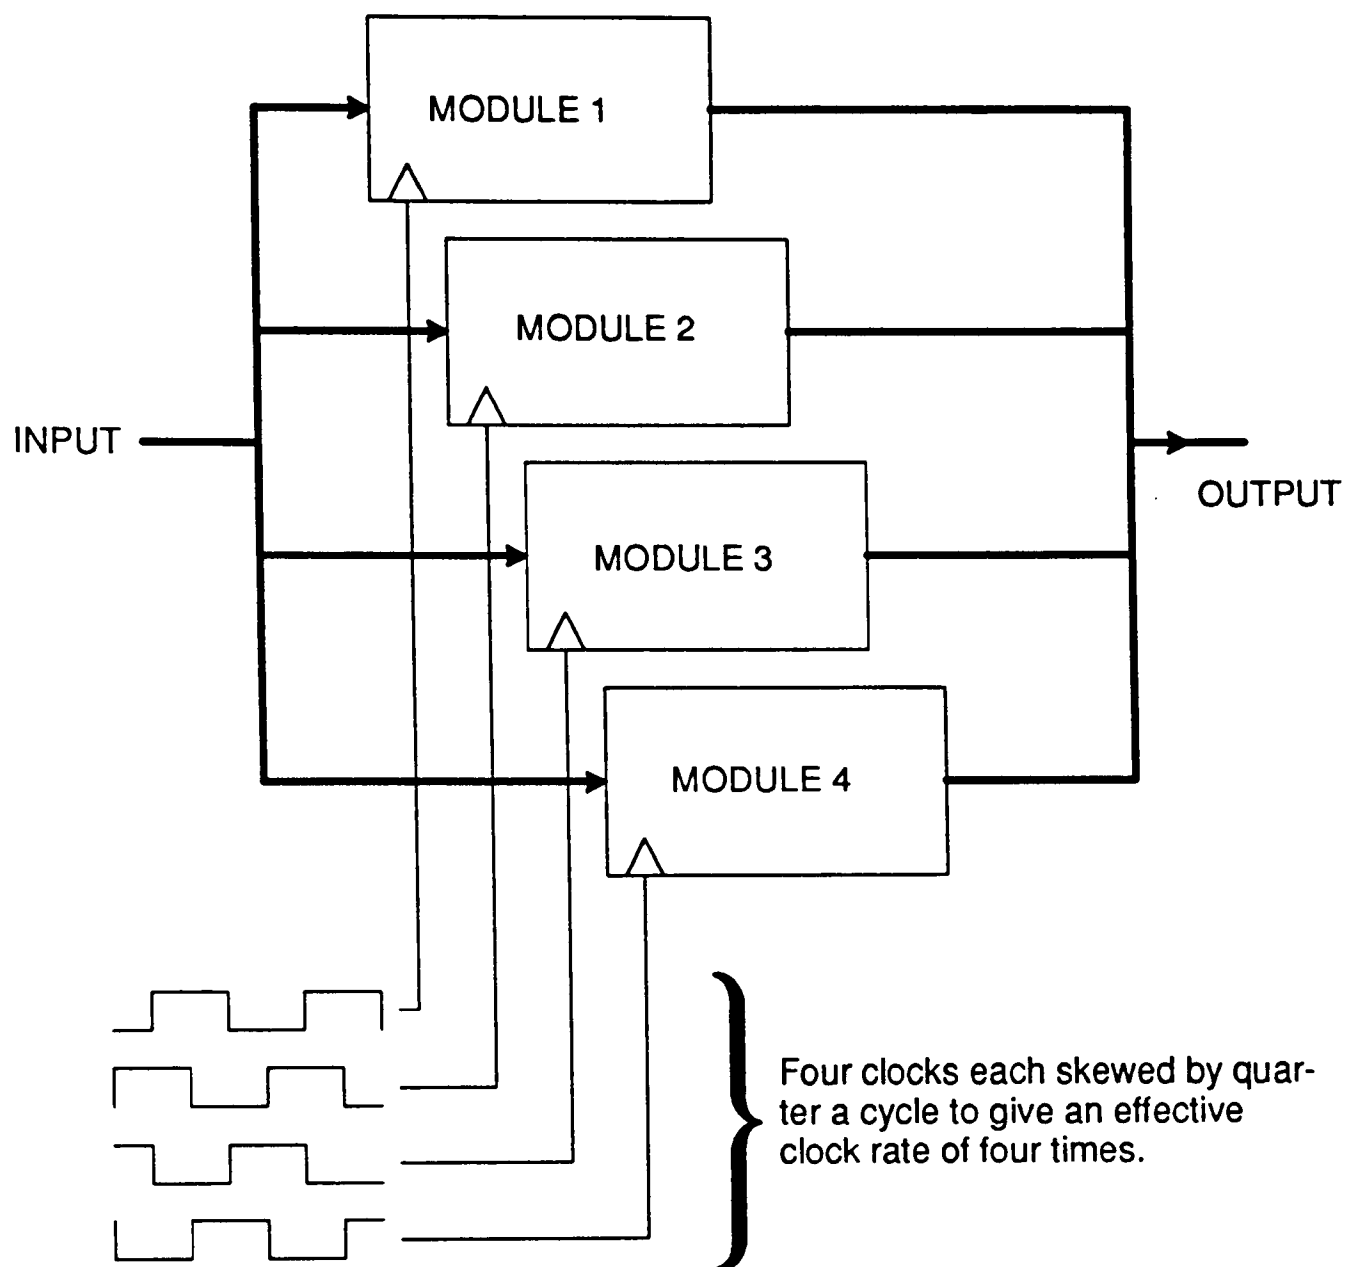 MODULE 1
MODULE 2
INPUT
OUTPUT
MODULE 3
MODULE 4
Four clocks each skewed by quar-
ter a cycle to give an effective
clock rate of four times.